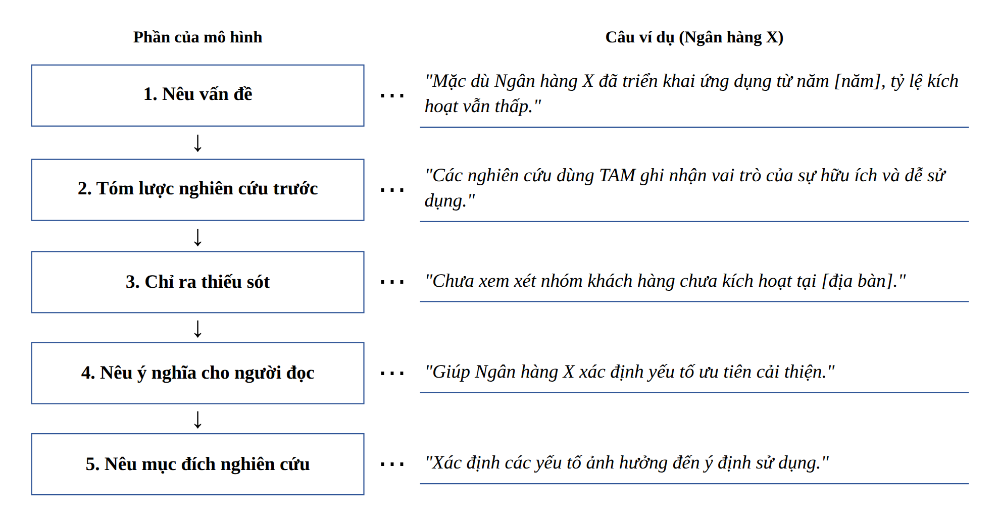 Phần của mô hình
Câu ví dụ (Ngân hàng X)
1. Nêu vấn đề
...
"Mặc dù Ngân hàng X đã triển khai ứng dụng từ năm [năm], tỷ lệ kích
hoạt vẫn thấp."
↓
2. Tóm lược nghiên cứu trước
...
"Các nghiên cứu dùng TAM ghi nhận vai trò của sự hữu ích và dễ sử
dụng."
↓
3. Chỉ ra thiếu sót
...
"Chưa xem xét nhóm khách hàng chưa kích hoạt tại [địa bàn]."
↓
4. Nêu ý nghĩa cho người đọc
...
"Giúp Ngân hàng X xác định yếu tố ưu tiên cải thiện."
↓
5. Nêu mục đích nghiên cứu
...
"Xác định các yếu tố ảnh hưởng đến ý định sử dụng."